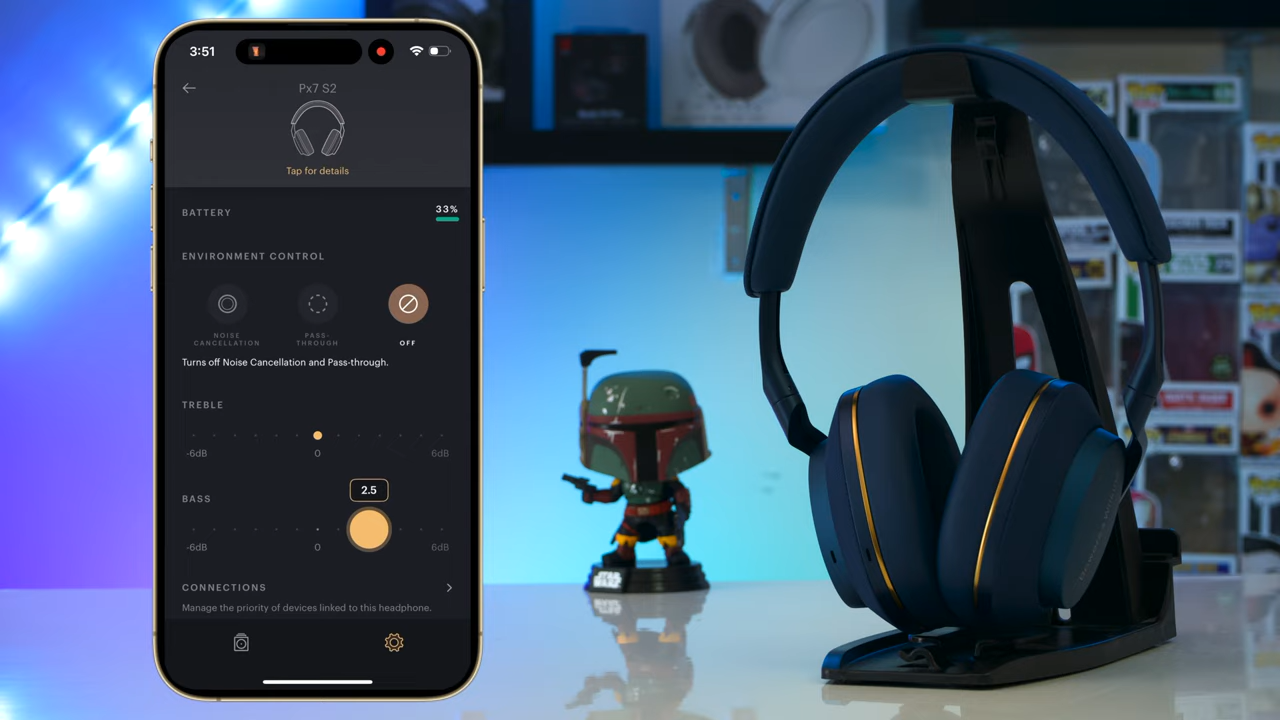 3:51
Px7 S2
Tap for details
BATTERY
33%
ENVIRONMENT CONTROL
NOISE
CANCELLATION
PASS-
THROUGH
OFF
Turns off Noise Cancellation and Pass-through.
TREBLE
-6dB
0
6dB
2.5
BASS
-6dB
0
6dB
CONNECTIONS
Manage the priority of devices linked to this headphone.
STAR
WARS